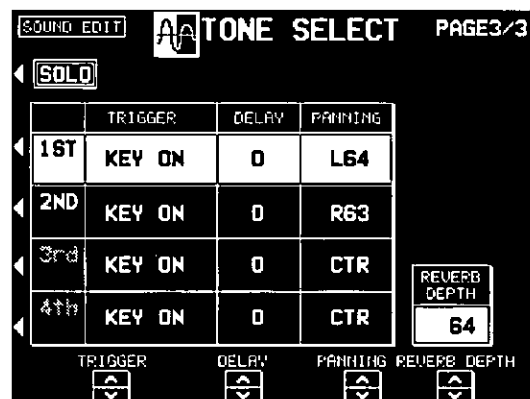 SOUND EDIT TONE SELECT PAGE3/3
SOLO
TRIGGER DELAY PANNING
1ST KEY ON 0 L64
2ND KEY ON 0 R63
3rd KEY ON 0 CTR
4th KEY ON 0 CTR
REVERB
DEPTH
64
TRIGGER DELAY PANNING REVERB DEPTH